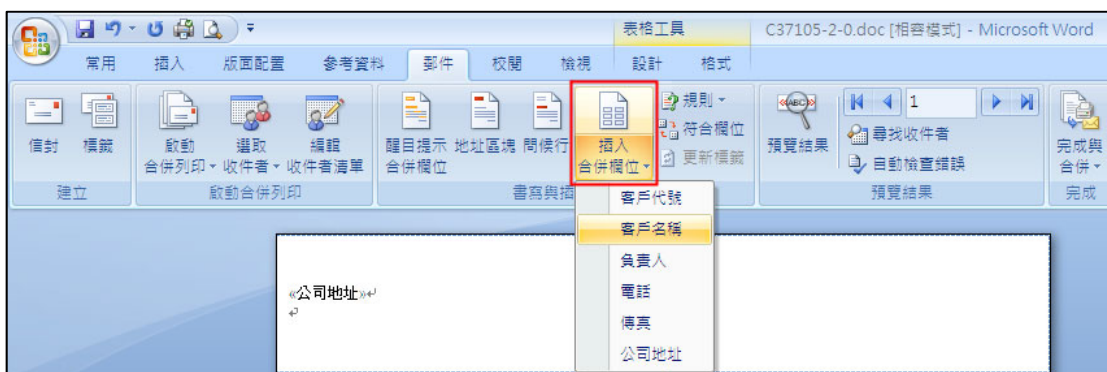 表格工具 C37105-2-0.doc [相容模式] - Microsoft Word
常用 插入 版面配置 參考資料 郵件 校閱 檢視 設計 格式
信封 標籤 啟動合併列印 選取收件者 編輯收件者清單 醒目提示合併欄位 地址區塊 問候行 插入合併欄位 規則 預覽結果 1 完成與合併
符合欄位 尋找收件者
更新標籤 自動檢查錯誤
建立 啟動合併列印 書寫與插 預覽結果 完成
客戶代號
客戶名稱
負責人
電話
傳真
公司地址
«公司地址»